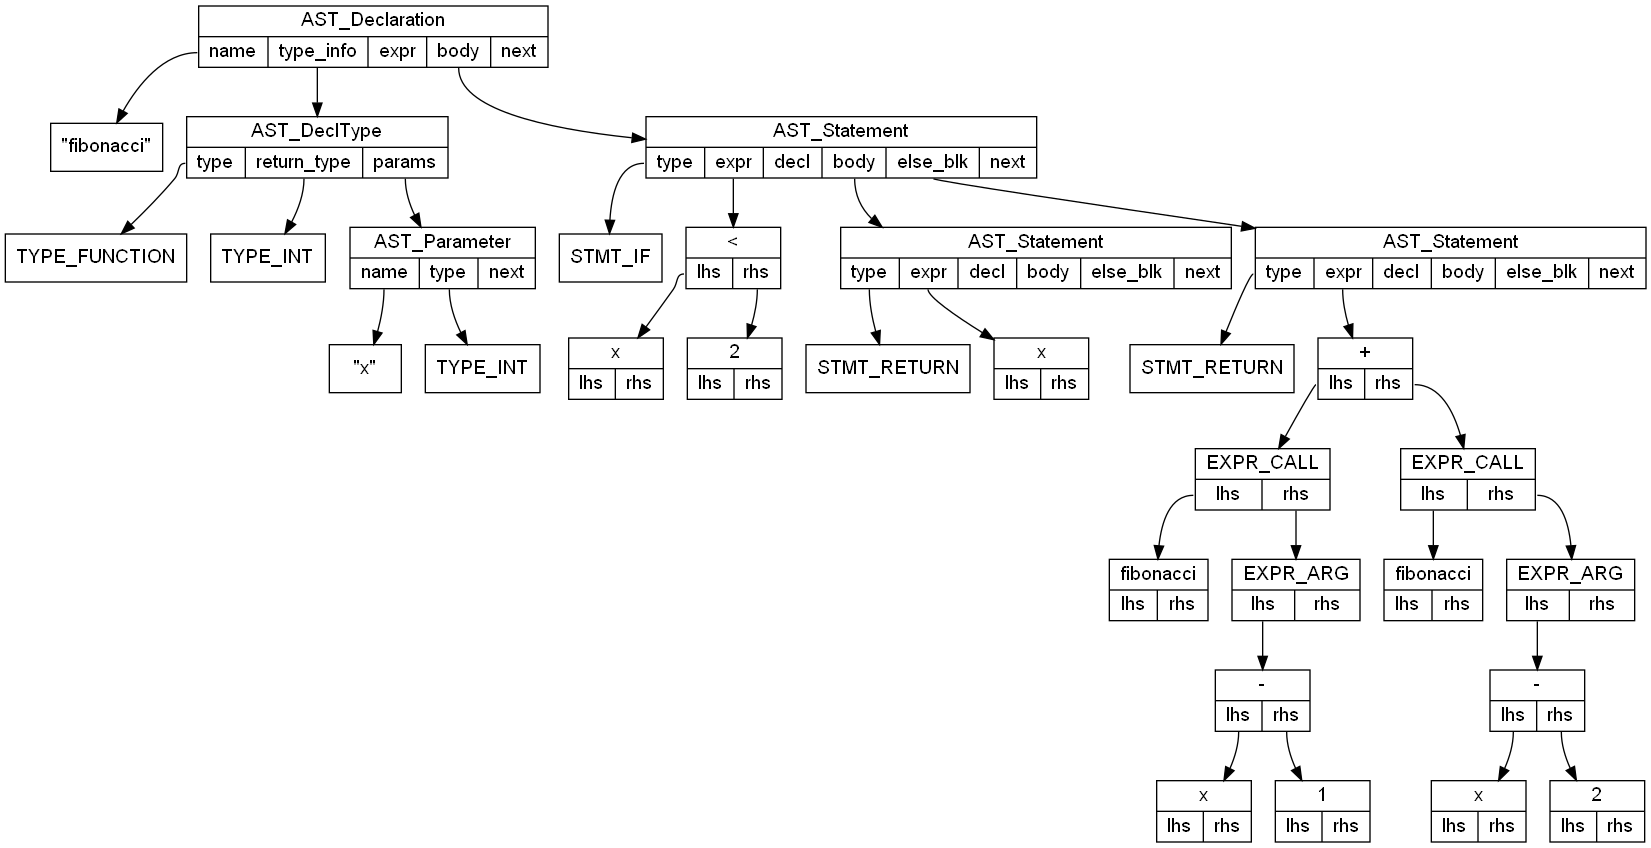 AST_Declaration
name type_info expr body next
"fibonacci"
AST_DeclType
type return_type params
AST_Statement
type expr decl body else_blk next
TYPE_FUNCTION
TYPE_INT
AST_Parameter
name type next
STMT_IF
<
lhs rhs
AST_Statement
type expr decl body else_blk next
AST_Statement
type expr decl body else_blk next
"x"
TYPE_INT
x
lhs rhs
2
lhs rhs
STMT_RETURN
x
lhs rhs
STMT_RETURN
+
lhs rhs
EXPR_CALL
lhs rhs
EXPR_CALL
lhs rhs
fibonacci
lhs rhs
EXPR_ARG
lhs rhs
fibonacci
lhs rhs
EXPR_ARG
lhs rhs
-
lhs rhs
-
lhs rhs
x
lhs rhs
1
lhs rhs
x
lhs rhs
2
lhs rhs